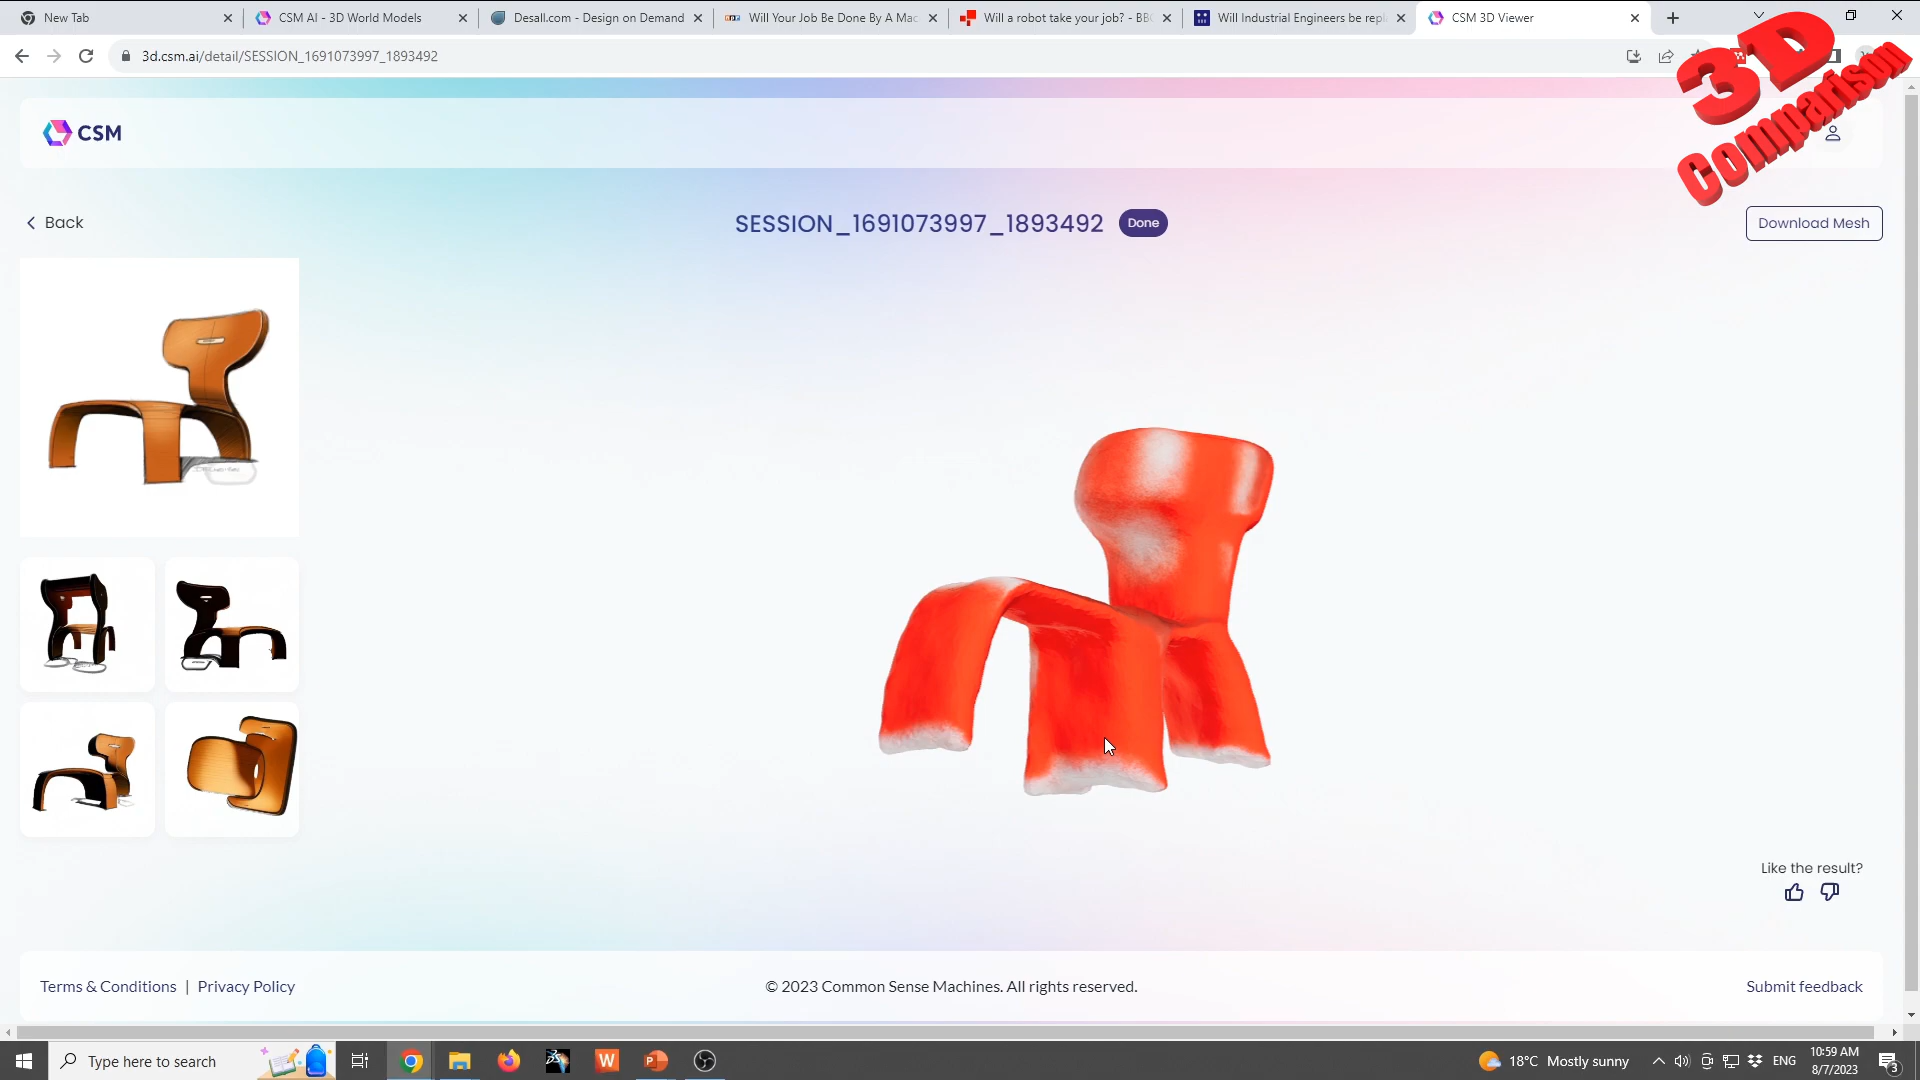 New Tab
CSM AI - 3D World Models
Desall.com - Design on Demand
Will Your Job Be Done By A Mac
Will a robot take your job? - BBC
Will Industrial Engineers be repl
CSM 3D Viewer
3d.csm.ai/detail/SESSION_1691073997_1893492
3D
Comparison
CSM
Back
SESSION_1691073997_1893492
Done
Download Mesh
Like the result?
Terms & Conditions | Privacy Policy
© 2023 Common Sense Machines. All rights reserved.
Submit feedback
Type here to search
18°C Mostly sunny
ENG
10:59 AM
8/7/2023
3